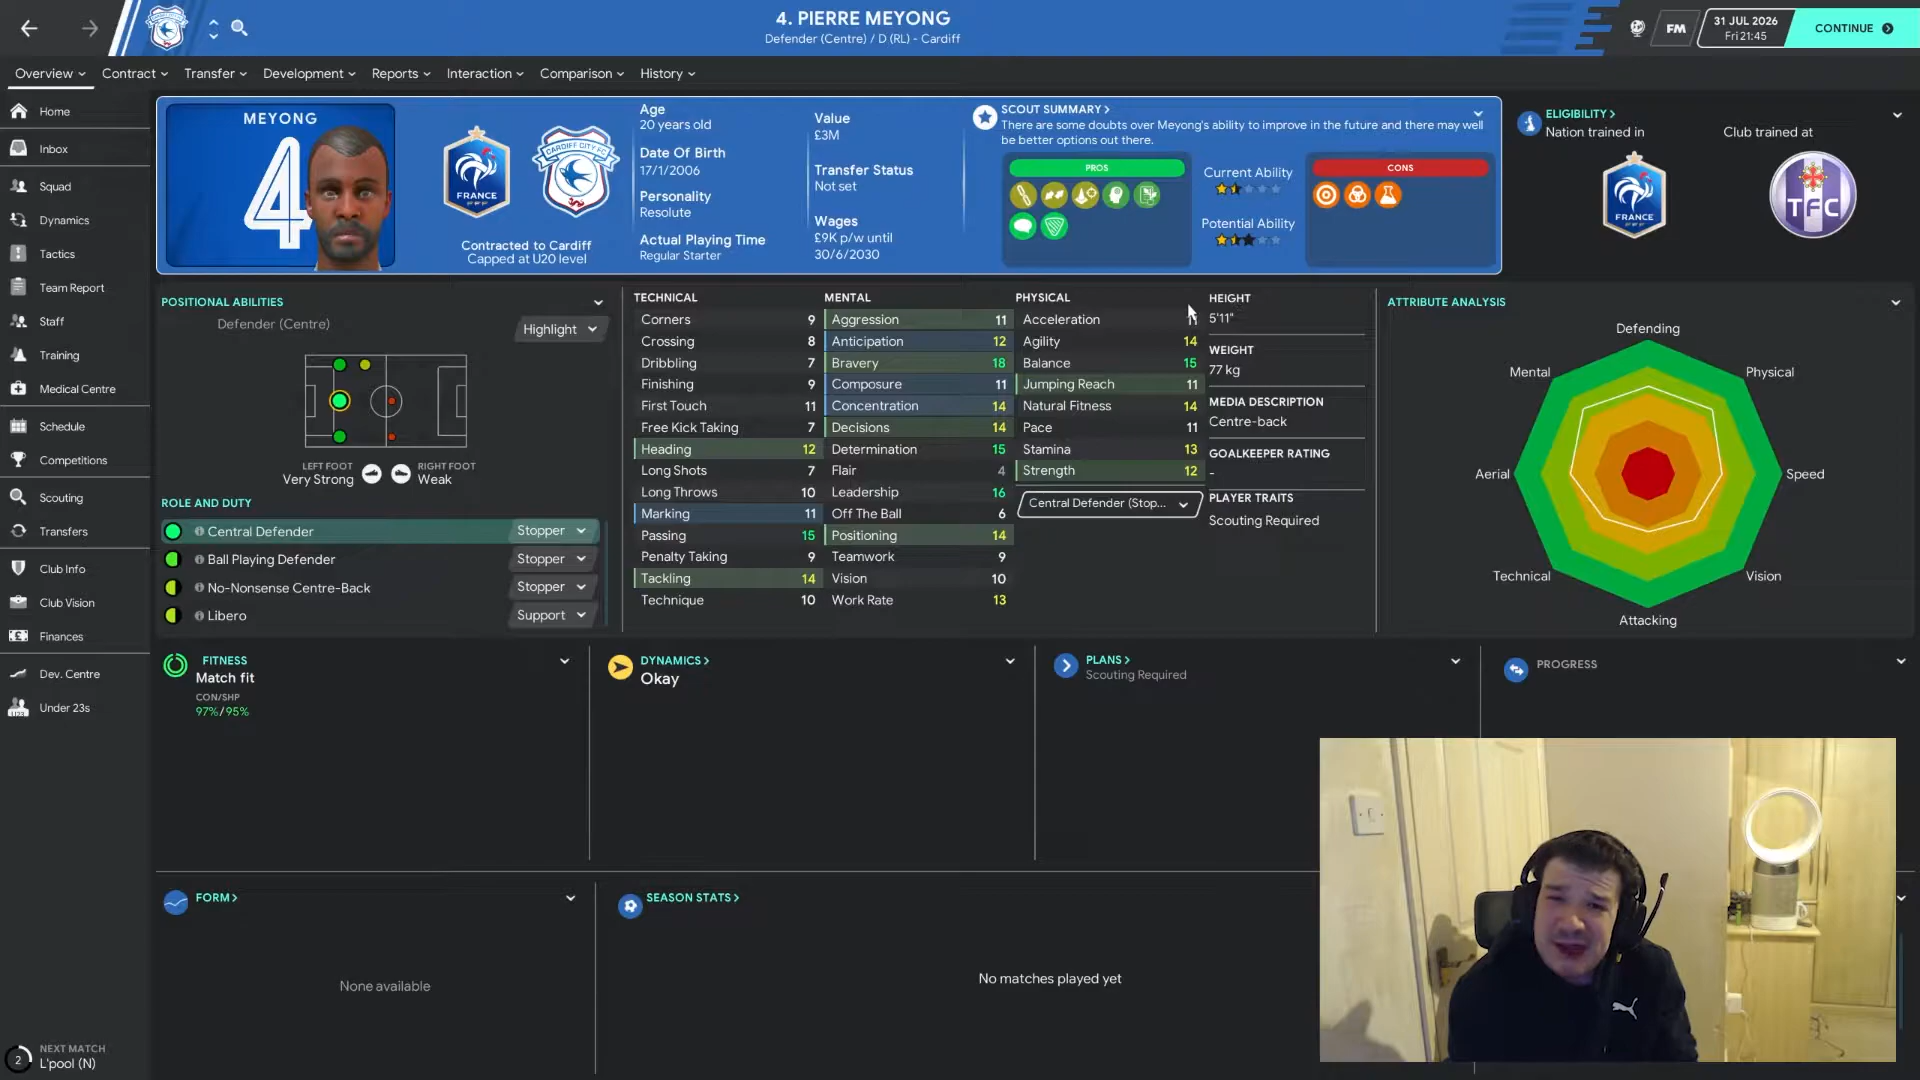 4. PIERRE MEYONG
Defender (Centre) / D (RL) - Cardiff
FM
31 JUL 2026
Fri 21:45
CONTINUE
Overview
Contract
Transfer
Development
Reports
Interaction
Comparison
History
Home
Inbox
Squad
Dynamics
Tactics
Team Report
Staff
Training
Medical Centre
Schedule
Competitions
Scouting
Transfers
Club Info
Club Vision
Finances
Dev. Centre
Under 23s
2
NEXT MATCH
L'pool (N)
MEYONG
4
FRANCE
CARDIFF CITY FC
Contracted to Cardiff
Capped at U20 level
Age
20 years old
Date Of Birth
17/1/2006
Personality
Resolute
Actual Playing Time
Regular Starter
Value
£3M
Transfer Status
Not set
Wages
£9K p/w until
30/6/2030
SCOUT SUMMARY >
There are some doubts over Meyong's ability to improve in the future and there may well
be better options out there.
PROS
Current Ability
Potential Ability
CONS
ELIGIBILITY >
Nation trained in
Club trained at
FRANCE
TFC
POSITIONAL ABILITIES
Defender (Centre)
Highlight
LEFT FOOT
Very Strong
RIGHT FOOT
Weak
ROLE AND DUTY
Central Defender Stopper
Ball Playing Defender Stopper
No-Nonsense Centre-Back Stopper
Libero Support
TECHNICAL
Corners 9
Crossing 8
Dribbling 7
Finishing 9
First Touch 11
Free Kick Taking 7
Heading 12
Long Shots 7
Long Throws 10
Marking 11
Passing 15
Penalty Taking 9
Tackling 14
Technique 10
MENTAL
Aggression 11
Anticipation 12
Bravery 18
Composure 11
Concentration 14
Decisions 14
Determination 15
Flair 4
Leadership 16
Off The Ball 6
Positioning 14
Teamwork 9
Vision 10
Work Rate 13
PHYSICAL
Acceleration 11
Agility 14
Balance 15
Jumping Reach 11
Natural Fitness 14
Pace 11
Stamina 13
Strength 12
Central Defender (Stop...
HEIGHT
5'11"
WEIGHT
77 kg
MEDIA DESCRIPTION
Centre-back
GOALKEEPER RATING
-
PLAYER TRAITS
Scouting Required
ATTRIBUTE ANALYSIS
Defending
Mental
Physical
Aerial
Speed
Technical
Vision
Attacking
FITNESS
Match fit
CON/SHP
97%/95%
DYNAMICS >
Okay
PLANS >
Scouting Required
PROGRESS
FORM >
None available
SEASON STATS >
No matches played yet